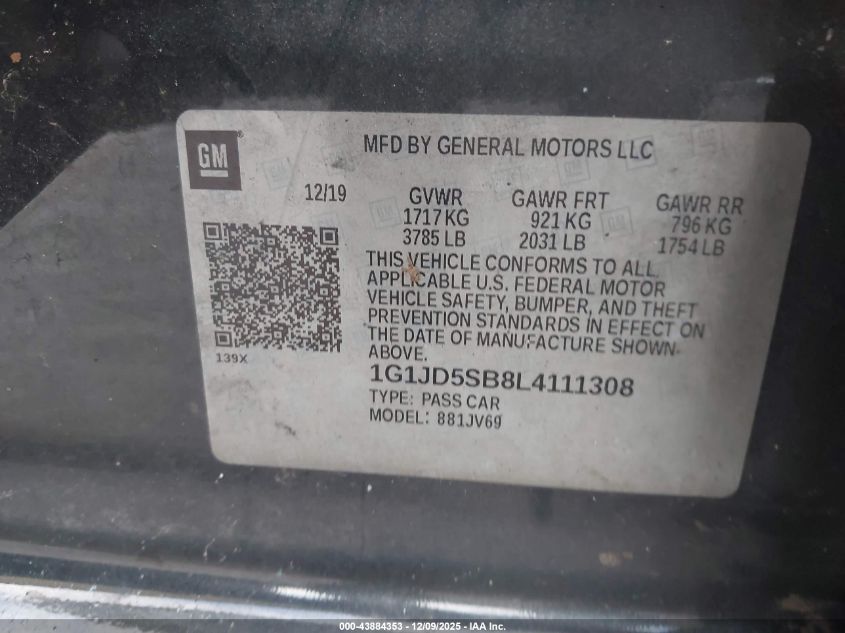 GM
MFD BY GENERAL MOTORS LLC
12/19
GVWR
1717 KG
3785 LB
GAWR FRT
921 KG
2031 LB
GAWR RR
796 KG
1754 LB
THIS VEHICLE CONFORMS TO ALL
APPLICABLE U.S. FEDERAL MOTOR
VEHICLE SAFETY, BUMPER, AND THEFT
PREVENTION STANDARDS IN EFFECT ON
THE DATE OF MANUFACTURE SHOWN
ABOVE.
139X
1G1JD5SB8L4111308
TYPE: PASS CAR
MODEL: 881JV69
000-43884353 - 12/09/2025 - IAA Inc.